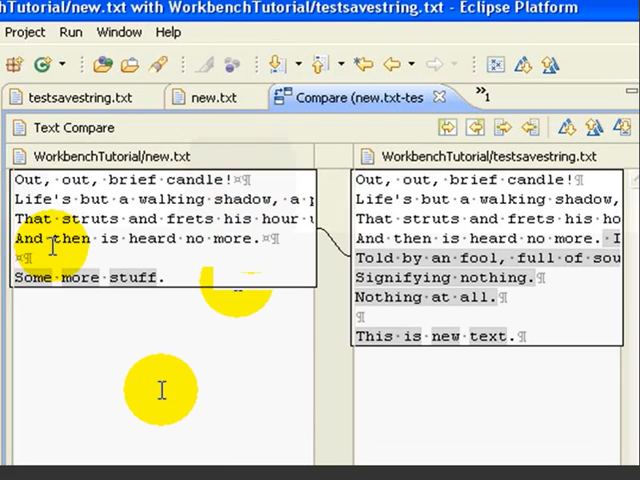 Tutorial/new.txt with WorkbenchTutorial/testsavestring.txt - Eclipse Platform
Project Run Window Help
testsavestring.txt new.txt Compare (new.txt-tes »1
Text Compare
WorkbenchTutorial/new.txt WorkbenchTutorial/testsavestring.txt
Out,·out,·brief·candle!¤¶
Life's·but·a·walking·shadow,·a·
That·struts·and·frets·his·hour·
And·then·is·heard·no·more.¤¶
¤¶
Some·more·stuff.
Out,·out,·brief·candle!¶
Life's·but·a·walking·shadow,
That·struts·and·frets·his·ho
And·then·is·heard·no·more.·I
Told·by·an·fool,·full·of·sou
Signifying·nothing.¶
Nothing·at·all.¶
¶
This·is·new·text.¶